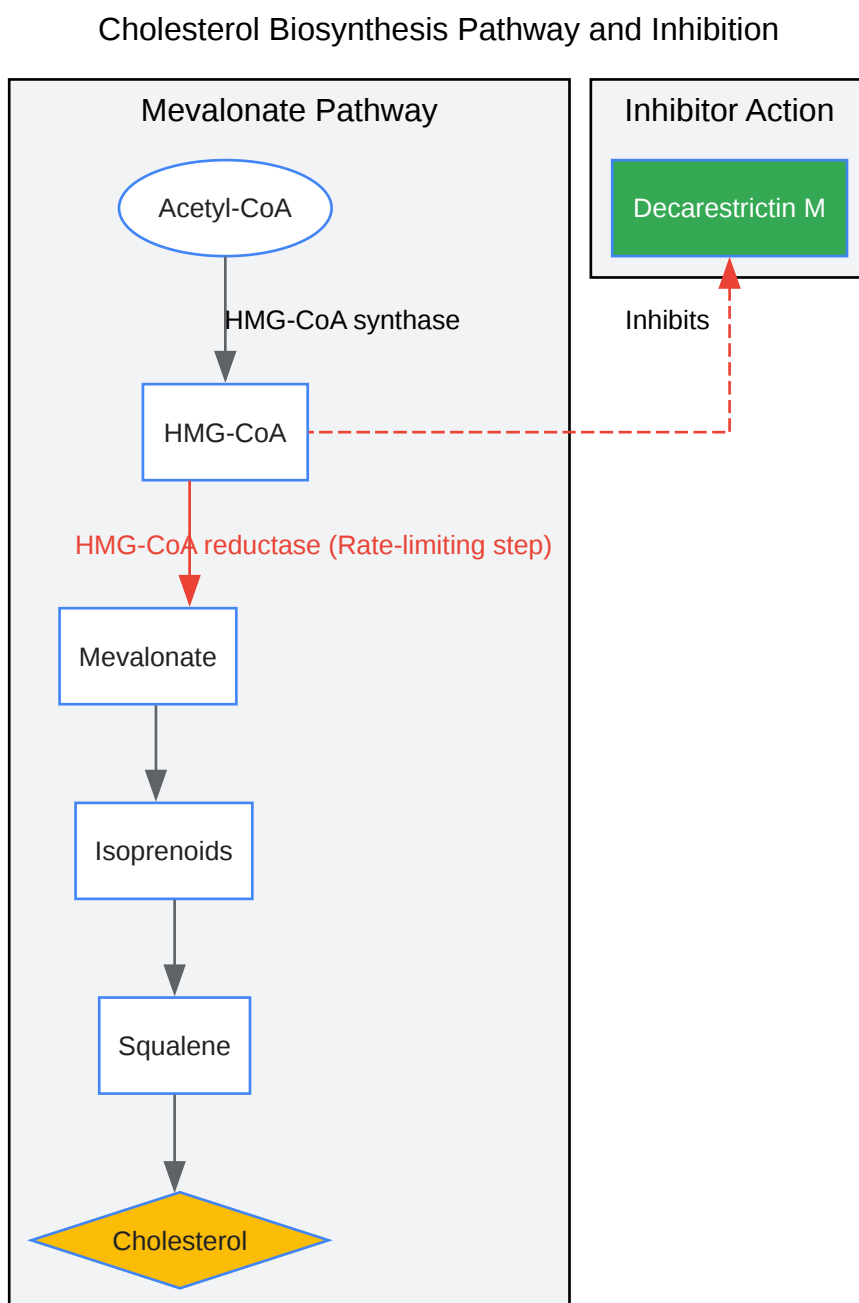 Cholesterol Biosynthesis Pathway and Inhibition
Mevalonate Pathway
Inhibitor Action
Acetyl-CoA
Decarestrictin M
HMG-CoA synthase
Inhibits
HMG-CoA
HMG-CoA reductase (Rate-limiting step)
Mevalonate
Isoprenoids
Squalene
Cholesterol